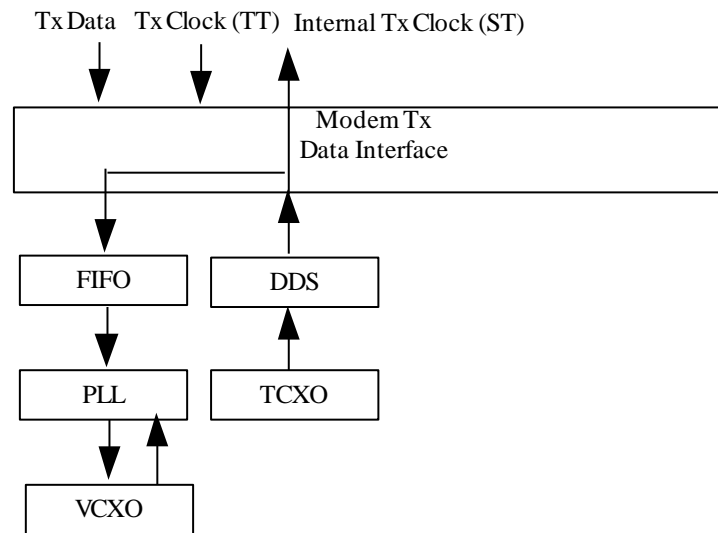 Tx Data Tx Clock (TT) Internal Tx Clock (ST)
Modem Tx
Data Interface
FIFO DDS
PLL TCXO
VCXO